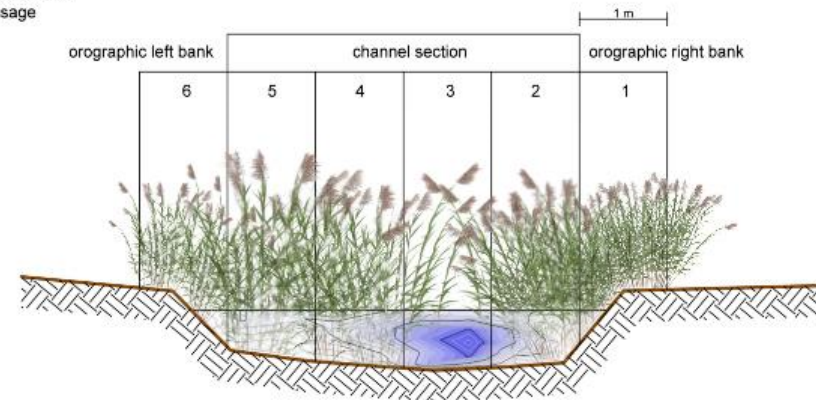 sage
1 m
orographic left bank channel section orographic right bank
6 5 4 3 2 1